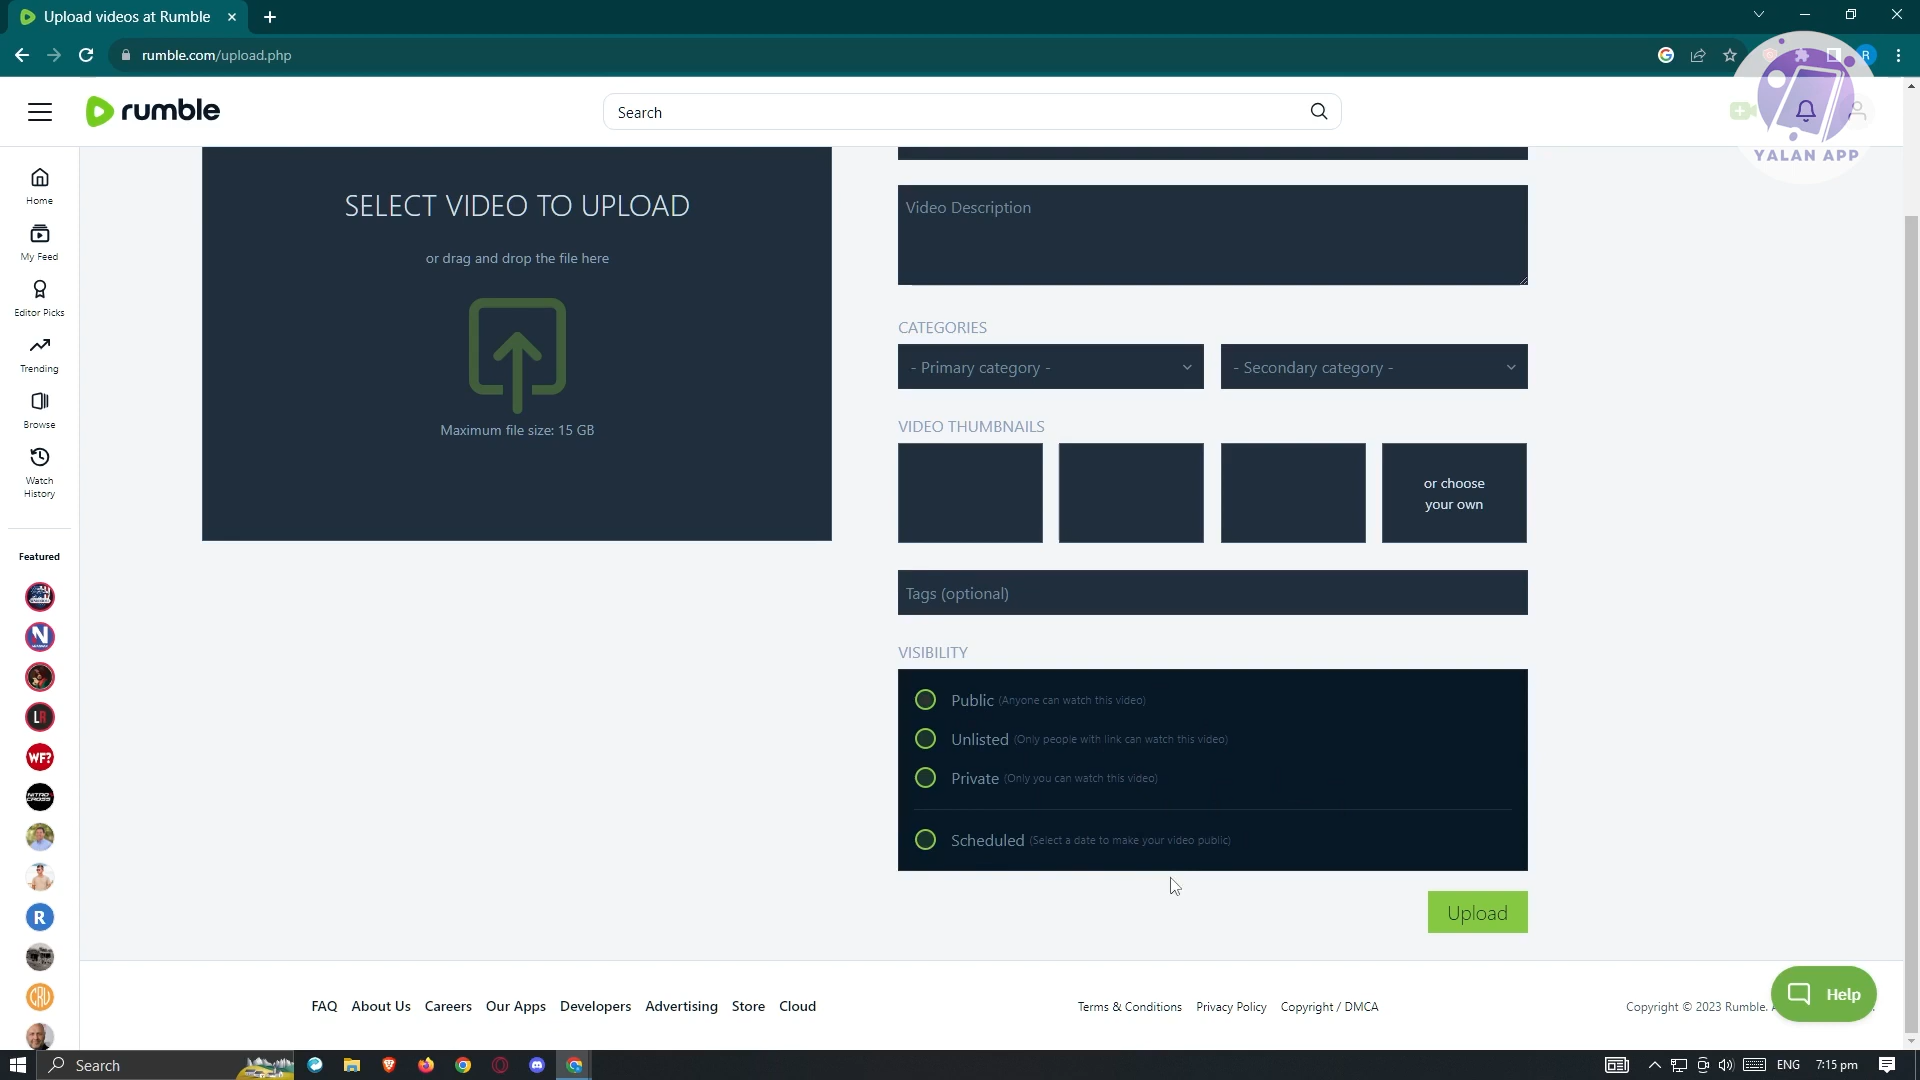 Upload videos at Rumble
rumble.com/upload.php
R
rumble
Search
YALAN APP
Home
My Feed
Editor Picks
Trending
Browse
Watch
History
Featured
N
LR
WF?
NITRO
CROSS
R
CRU
SELECT VIDEO TO UPLOAD
or drag and drop the file here
Maximum file size: 15 GB
Video Description
CATEGORIES
- Primary category -
- Secondary category -
VIDEO THUMBNAILS
or choose
your own
Tags (optional)
VISIBILITY
Public (Anyone can watch this video)
Unlisted (Only people with link can watch this video)
Private (Only you can watch this video)
Scheduled (Select a date to make your video public)
Upload
FAQ About Us Careers Our Apps Developers Advertising Store Cloud
Terms & Conditions Privacy Policy Copyright / DMCA
Copyright © 2023 Rumble.
Help
Search
ENG
7:15 pm